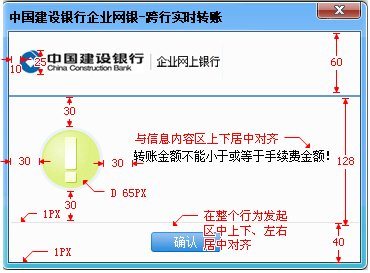 中国建设银行企业网银-跨行实时转账
中国建设银行
China Construction Bank
企业网上银行
10
25
60
30
与信息内容区上下居中对齐
转账金额不能小于或等于手续费金额!
30
30
128
D 65PX
30
1PX
在整个行为发起
区中上下、左右
居中对齐
确认
40
1PX